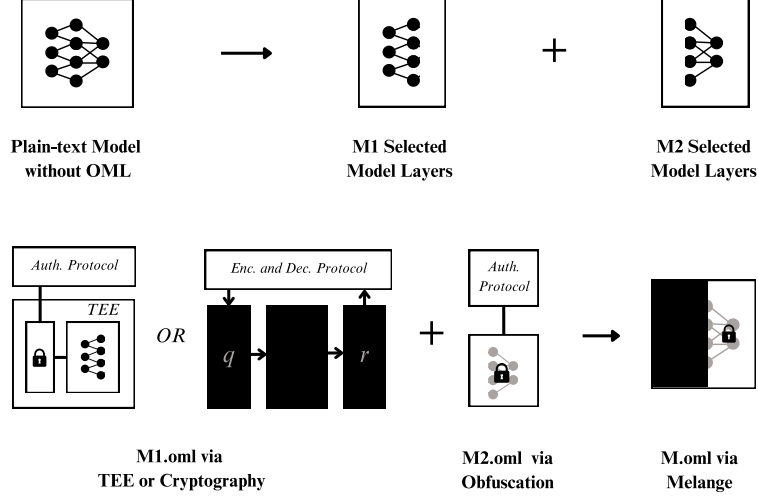 Plain-text Model
without OML
+
M1 Selected
Model Layers
M2 Selected
Model Layers
Auth. Protocol
TEE
OR
Enc. and Dec. Protocol
q
r
+
Auth.
Protocol
M1.oml via
TEE or Cryptography
M2.oml via
Obfuscation
M.oml via
Melange